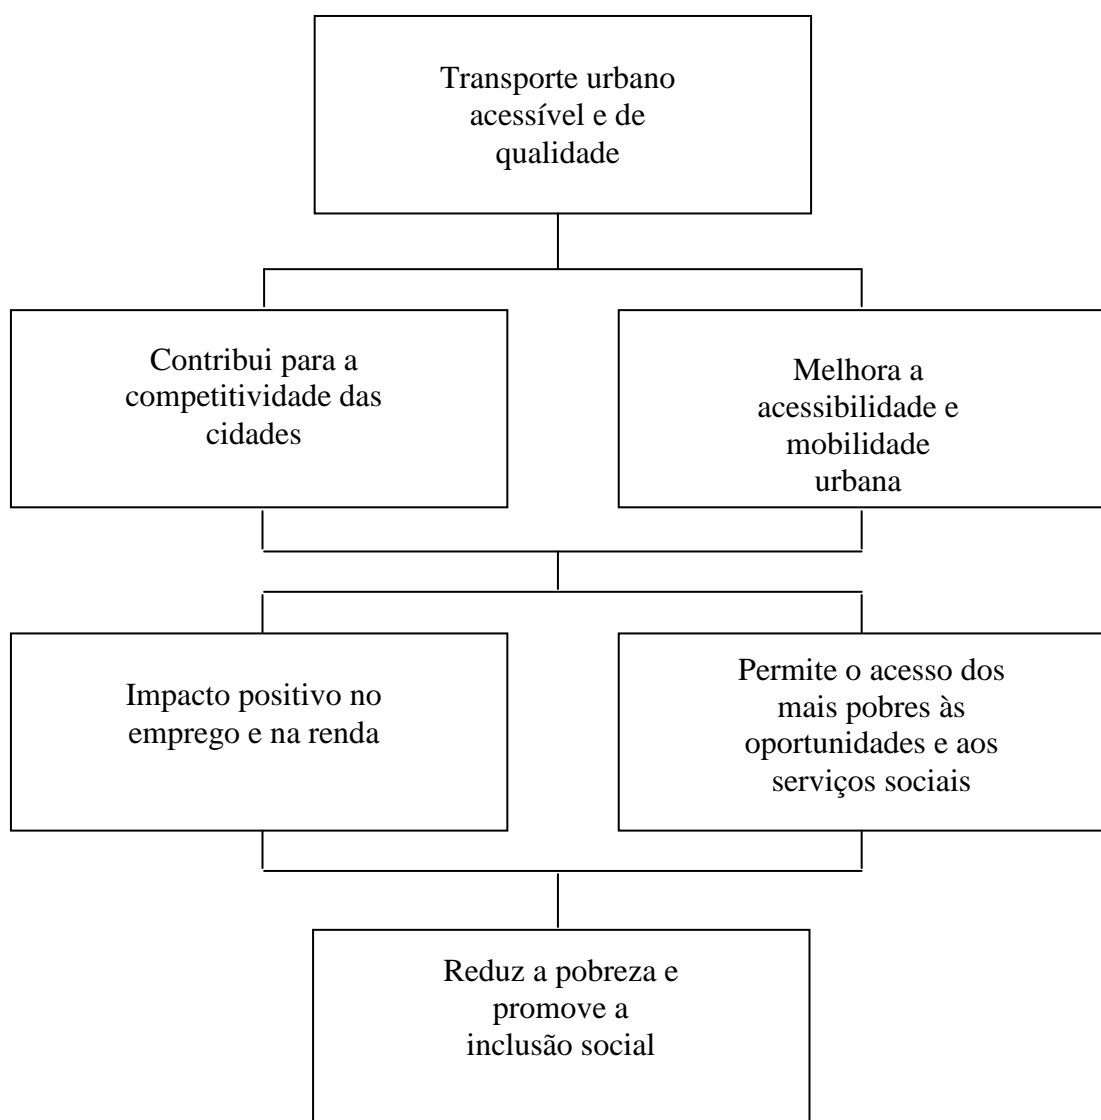 Transporte urbano
acessível e de
qualidade
Contribui para a
competitividade das
cidades
Melhora a
acessibilidade e
mobilidade
urbana
Impacto positivo no
emprego e na renda
Permite o acesso dos
mais pobres às
oportunidades e aos
serviços sociais
Reduz a pobreza e
promove a
inclusão social